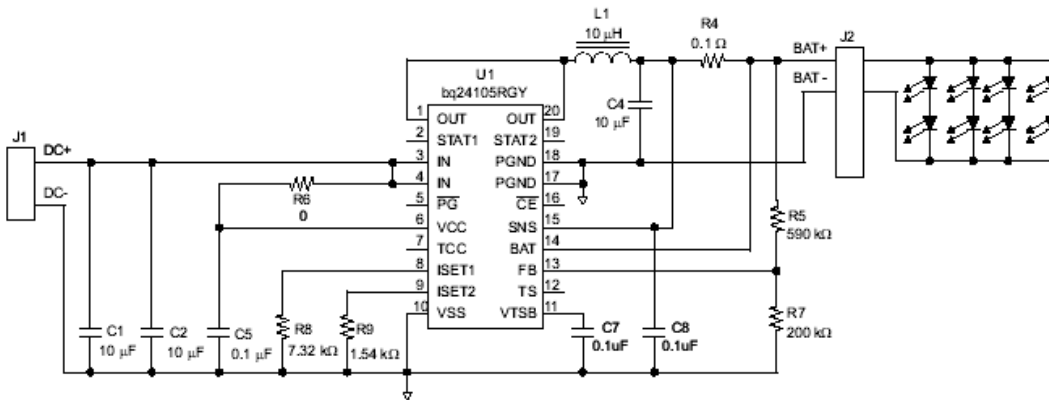 L1
10 μH
R4
0.1 Ω
BAT+
J2
BAT-
U1
bq24105RGY
C4
10 μF
1 OUT OUT 20
2 STAT1 STAT2 19
3 IN PGND 18
4 IN PGND 17
5 PG CE 16
6 VCC SNS 15
7 TCC BAT 14
8 ISET1 FB 13
9 ISET2 TS 12
10 VSS VTSB 11
J1
DC+
DC-
R6
0
R5
590 kΩ
R7
200 kΩ
C1
10 μF
C2
10 μF
C5
0.1 μF
R8
7.32 kΩ
R9
1.54 kΩ
C7
0.1uF
C8
0.1uF